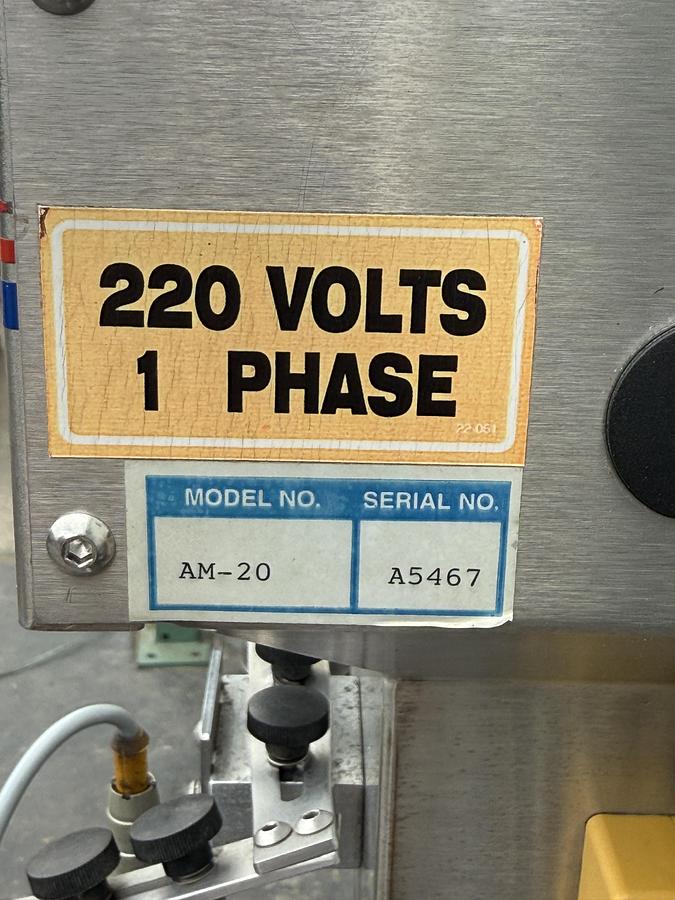 220 VOLTS
1 PHASE
22-061
MODEL NO. SERIAL NO.
AM-20 A5467